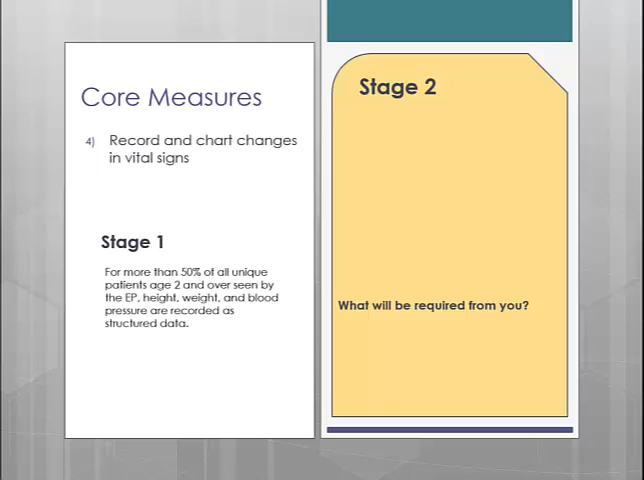 Core Measures
4) Record and chart changes
in vital signs
Stage 1
For more than 50% of all unique
patients age 2 and over seen by
the EP, height, weight, and blood
pressure are recorded as
structured data.
Stage 2
What will be required from you?